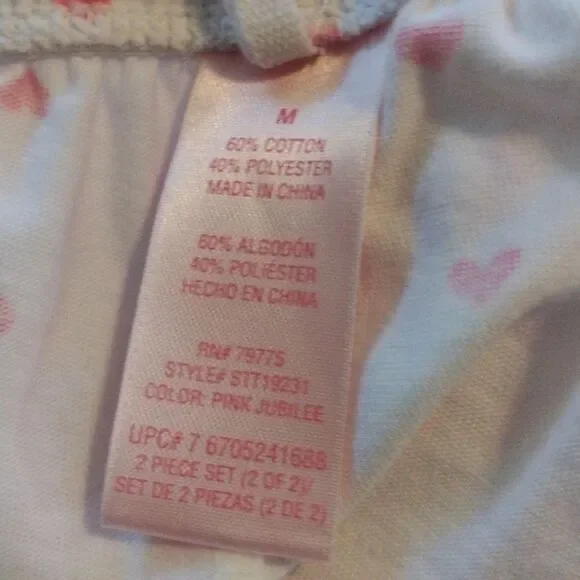 M
60% COTTON
40% POLYESTER
MADE IN CHINA
60% ALGODÓN
40% POLIÉSTER
HECHO EN CHINA
RN# 79775
STYLE# STT19231
COLOR: PINK JUBILEE
UPC# 7 6705241688
2 PIECE SET (2 OF 2)/
SET DE 2 PIEZAS (2 DE 2)